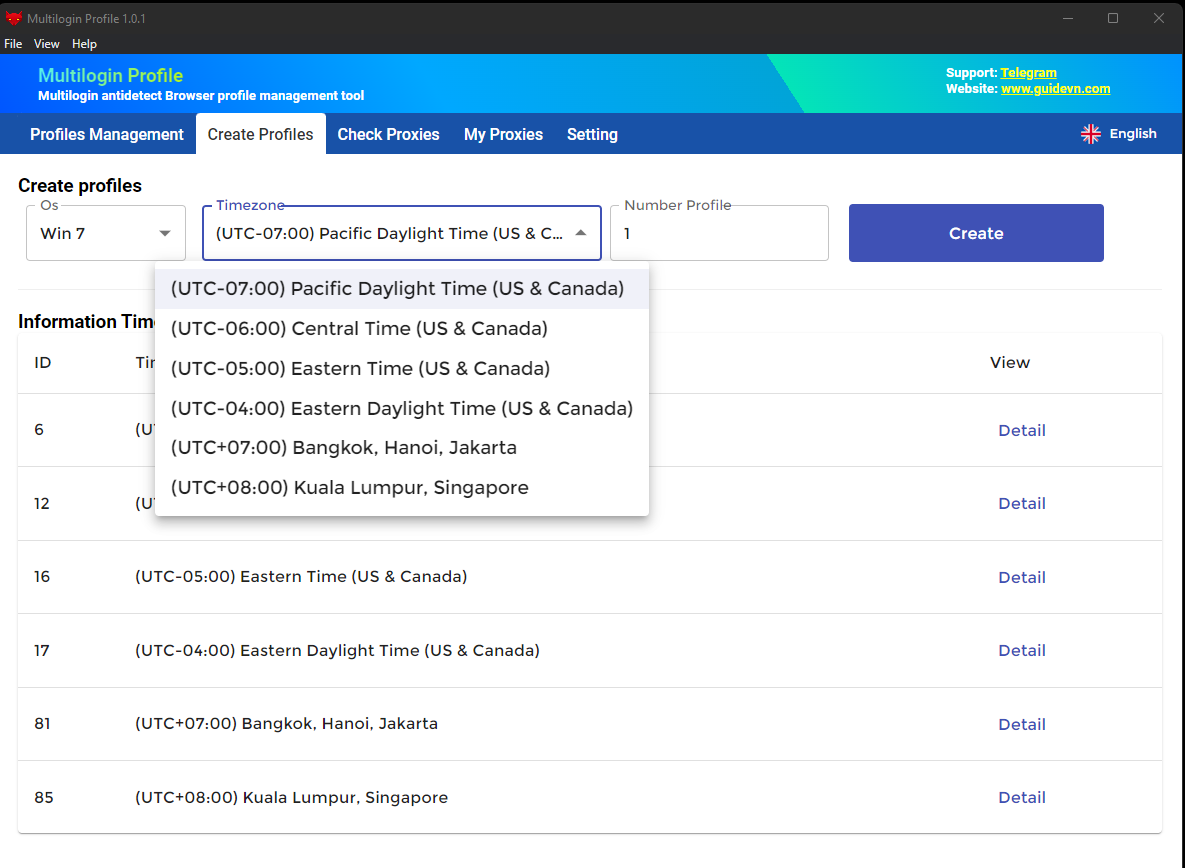 Multilogin Profile 1.0.1
File View Help
Multilogin Profile
Multilogin antidetect Browser profile management tool
Support: Telegram
Website: www.guidevn.com
Profiles Management Create Profiles Check Proxies My Proxies Setting English
Create profiles
Os Timezone Number Profile
Win 7 (UTC-07:00) Pacific Daylight Time (US & C... 1 Create
(UTC-07:00) Pacific Daylight Time (US & Canada)
(UTC-06:00) Central Time (US & Canada)
(UTC-05:00) Eastern Time (US & Canada)
(UTC-04:00) Eastern Daylight Time (US & Canada)
(UTC+07:00) Bangkok, Hanoi, Jakarta
(UTC+08:00) Kuala Lumpur, Singapore
Information
ID View
6 Detail
12 Detail
16 (UTC-05:00) Eastern Time (US & Canada) Detail
17 (UTC-04:00) Eastern Daylight Time (US & Canada) Detail
81 (UTC+07:00) Bangkok, Hanoi, Jakarta Detail
85 (UTC+08:00) Kuala Lumpur, Singapore Detail